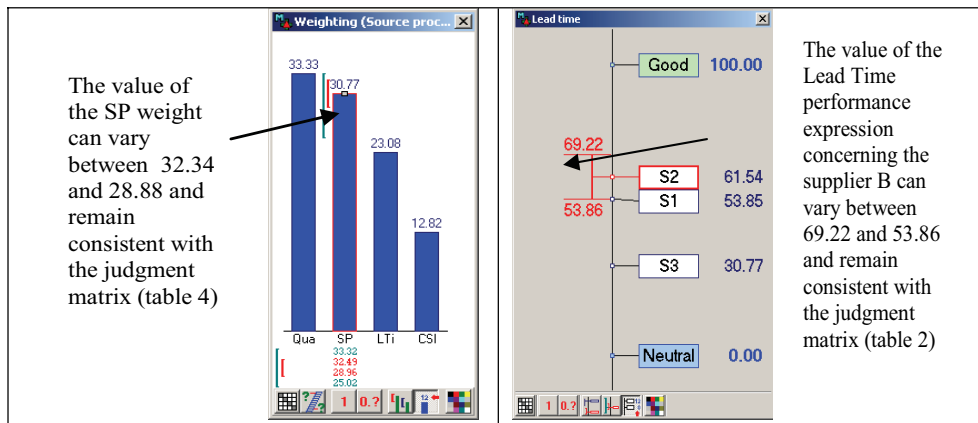 The value of
the SP weight
can vary
between 32.34
and 28.88 and
remain
consistent with
the judgment
matrix (table 4)
Weighting (Source proc...
33.33
30.77
23.08
12.82
Qua SP LTi CSI
33.32
32.49
28.96
25.02
1 0.? 12
Lead time
Good 100.00
69.22
S2 61.54
S1 53.85
53.86
S3 30.77
Neutral 0.00
1 0.?
The value of the
Lead Time
performance
expression
concerning the
supplier B can
vary between
69.22 and 53.86
and remain
consistent with
the judgment
matrix (table 2)